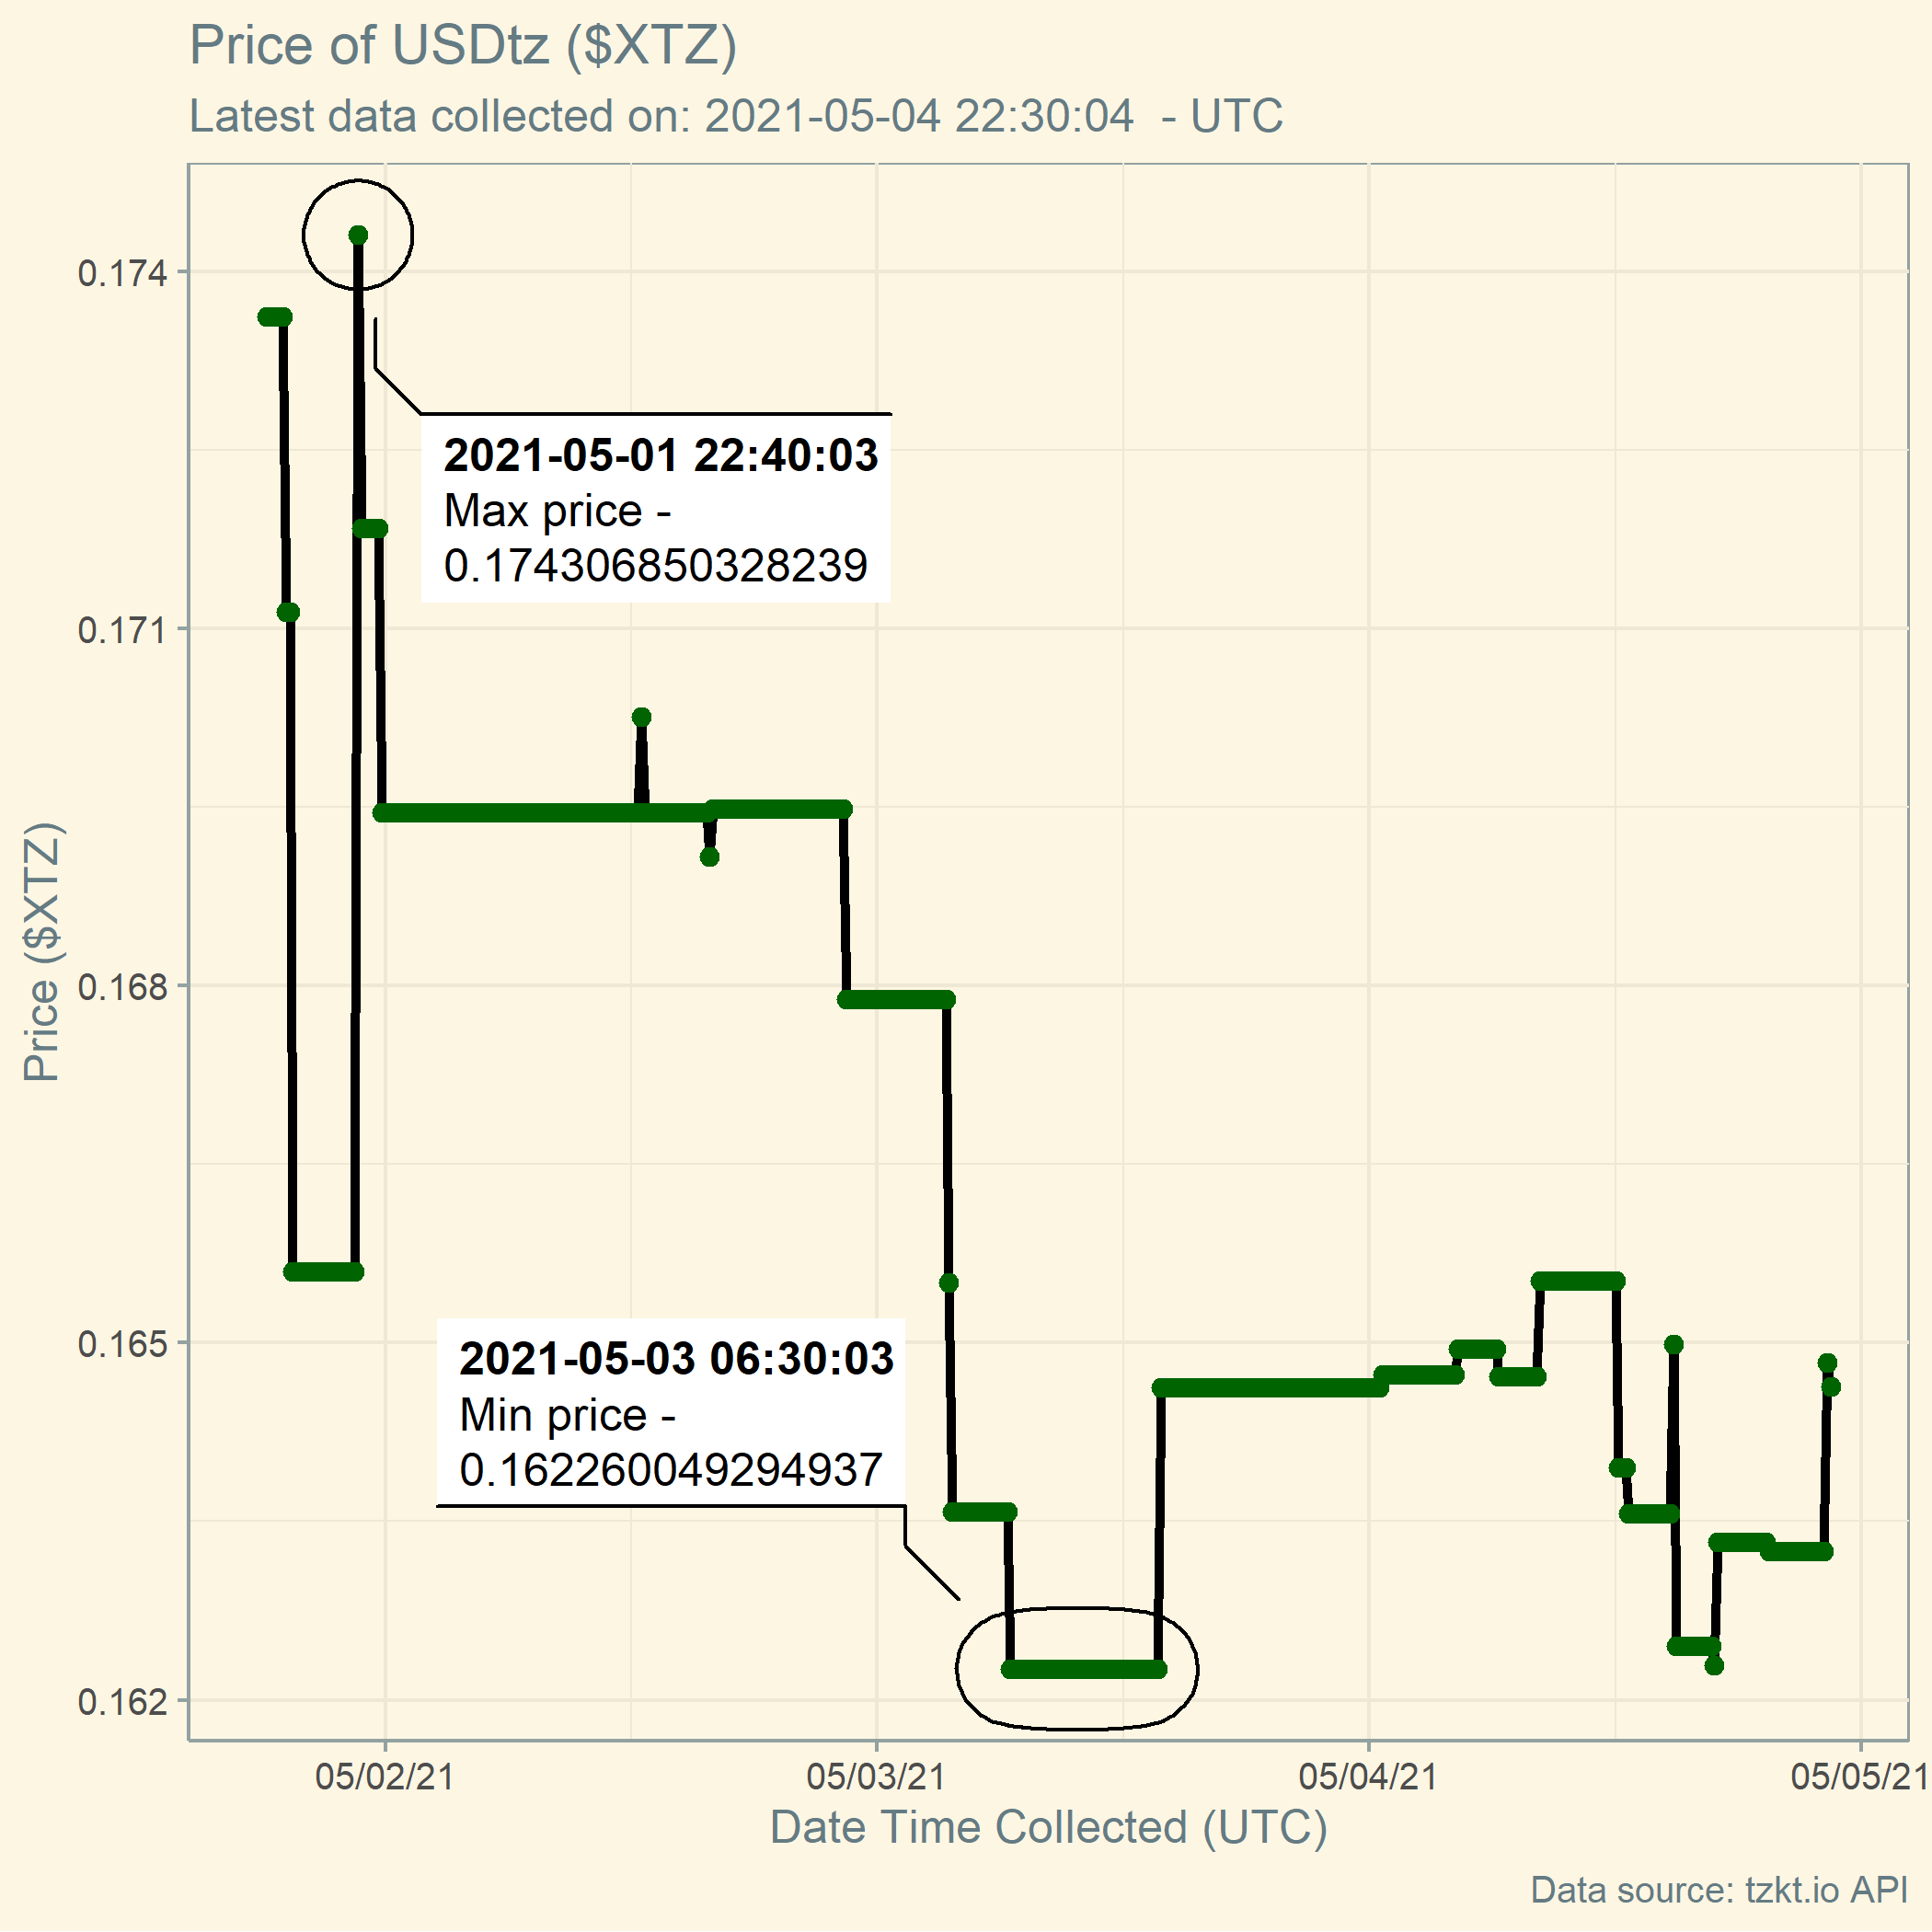 Price of USDtz ($XTZ)
Latest data collected on: 2021-05-04 22:30:04  - UTC
0.174
0.171
0.168
0.165
0.162
Price ($XTZ)
2021-05-01 22:40:03
Max price -
0.174306850328239
2021-05-03 06:30:03
Min price -
0.162260049294937
05/02/21
05/03/21
05/04/21
05/05/21
Date Time Collected (UTC)
Data source: tzkt.io API